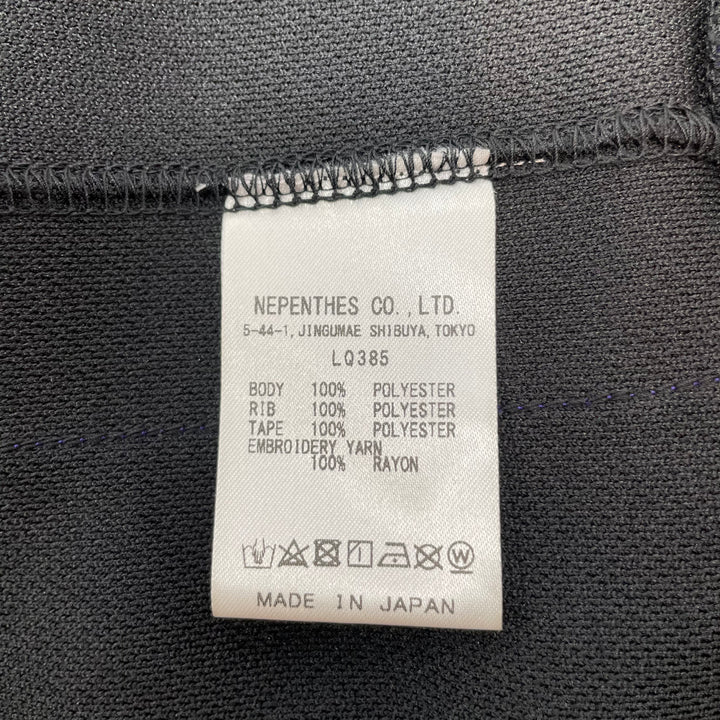 NEPENTHES CO.,LTD.
5-44-1, JINGUMAE SHIBUYA, TOKYO
LQ385
BODY 100% POLYESTER
RIB 100% POLYESTER
TAPE 100% POLYESTER
EMBROIDERY YARN
100% RAYON
W
MADE IN JAPAN